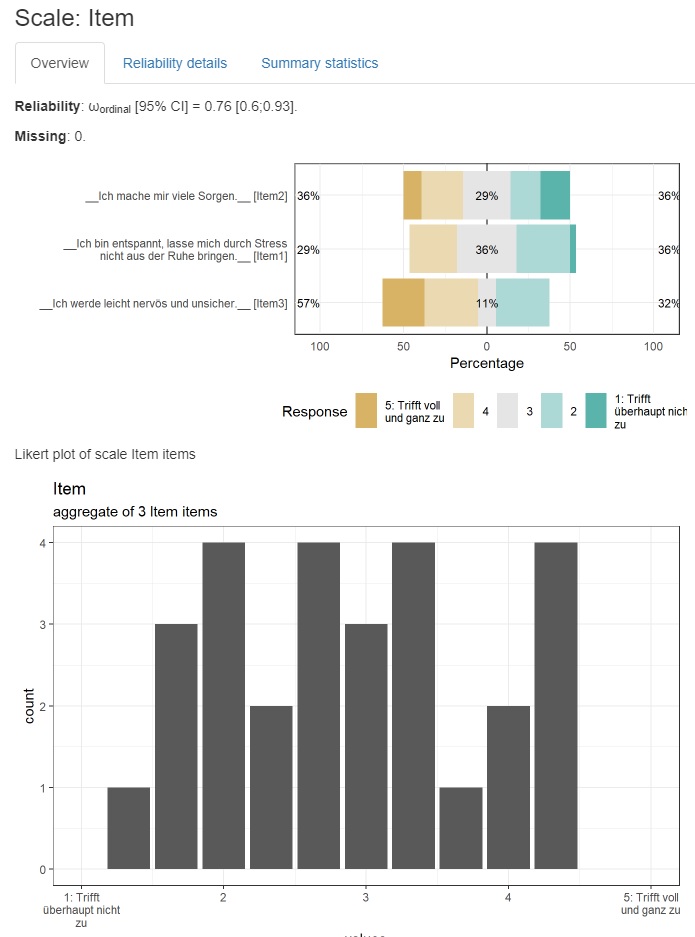 Scale: Item
Overview
Reliability details
Summary statistics
Reliability: ωordinal [95% CI] = 0.76 [0.6;0.93].
Missing: 0.
__Ich mache mir viele Sorgen.__ [Item2]
36%
29%
36%
__Ich bin entspannt, lasse mich durch Stress
nicht aus der Ruhe bringen.__ [Item1]
29%
36%
36%
__Ich werde leicht nervös und unsicher.__ [Item3]
57%
11%
32%
100 50 0 50 100
Percentage
Response
5: Trifft voll
und ganz zu
4
3
2
1: Trifft
überhaupt nich
zu
Likert plot of scale Item items
Item
aggregate of 3 Item items
4
3
2
1
0
count
1: Trifft
überhaupt nicht
zu
2
3
4
5: Trifft voll
und ganz zu